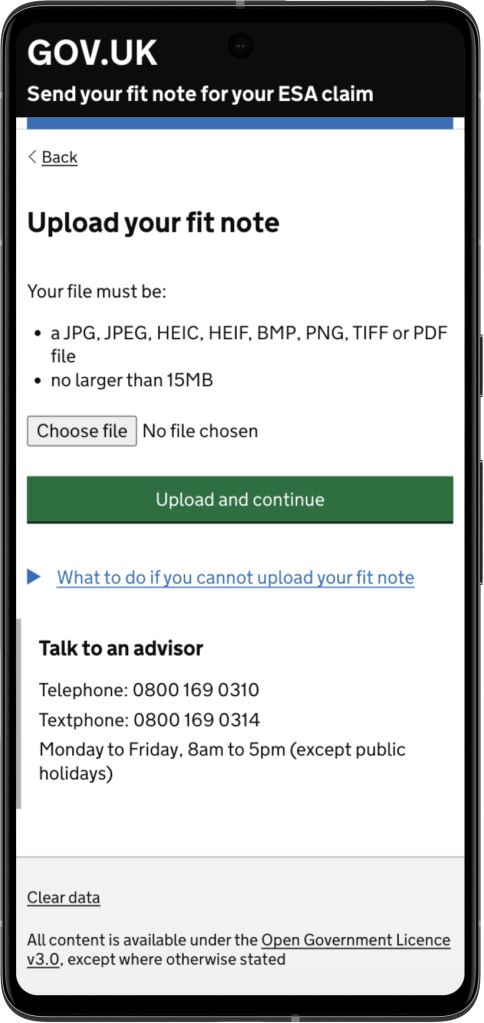 GOV.UK
Send your fit note for your ESA claim
Back
Upload your fit note
Your file must be:
• a JPG, JPEG, HEIC, HEIF, BMP, PNG, TIFF or PDF
file
• no larger than 15MB
Choose file No file chosen
Upload and continue
What to do if you cannot upload your fit note
Talk to an advisor
Telephone: 0800 169 0310
Textphone: 0800 169 0314
Monday to Friday, 8am to 5pm (except public
holidays)
Clear data
All content is available under the Open Government Licence
v3.0, except where otherwise stated